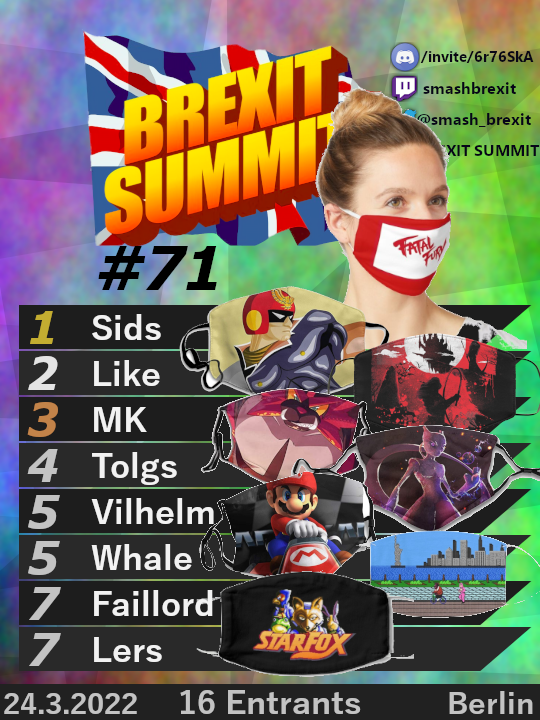 BREXIT
SUMMIT
#71
/invite/6r76SkA
smashbrexit
@smash_brexit
EXIT SUMMIT
FATAL
FURY
1 Sids
2 Like
3 MK
4 Tolgs
5 Vilhelm
5 Whale
7 Faillord
7 Lers
M
STARFOX
24.3.2022 16 Entrants Berlin